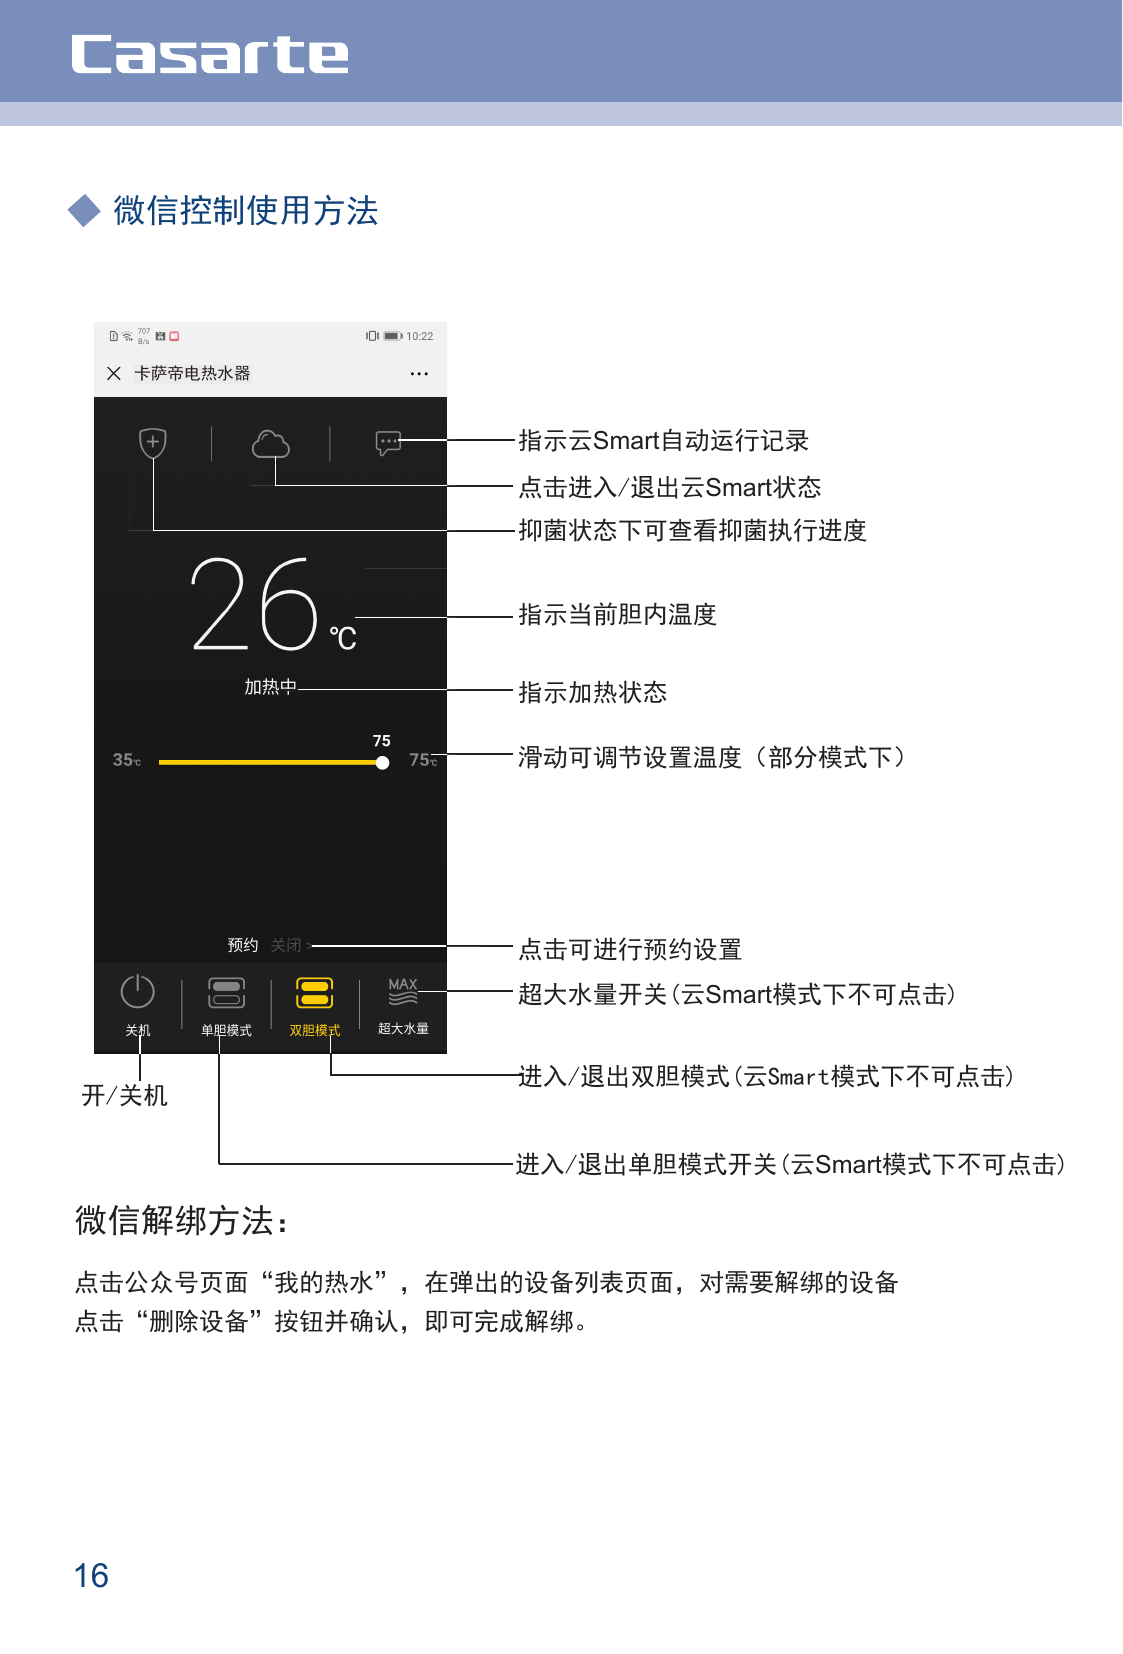 Casarte
微信控制使用方法
707
B/s
10:22
卡萨帝电热水器
指示云Smart自动运行记录
点击进入/退出云Smart状态
抑菌状态下可查看抑菌执行进度
26℃
指示当前胆内温度
加热中
指示加热状态
75
35℃
75℃
滑动可调节设置温度（部分模式下）
预约 关闭 >
点击可进行预约设置
MAX
超大水量开关(云Smart模式下不可点击)
关机
单胆模式
双胆模式
超大水量
进入/退出双胆模式(云Smart模式下不可点击)
开/关机
进入/退出单胆模式开关(云Smart模式下不可点击)
微信解绑方法：
点击公众号页面“我的热水”，在弹出的设备列表页面，对需要解绑的设备
点击“删除设备”按钮并确认，即可完成解绑。
16